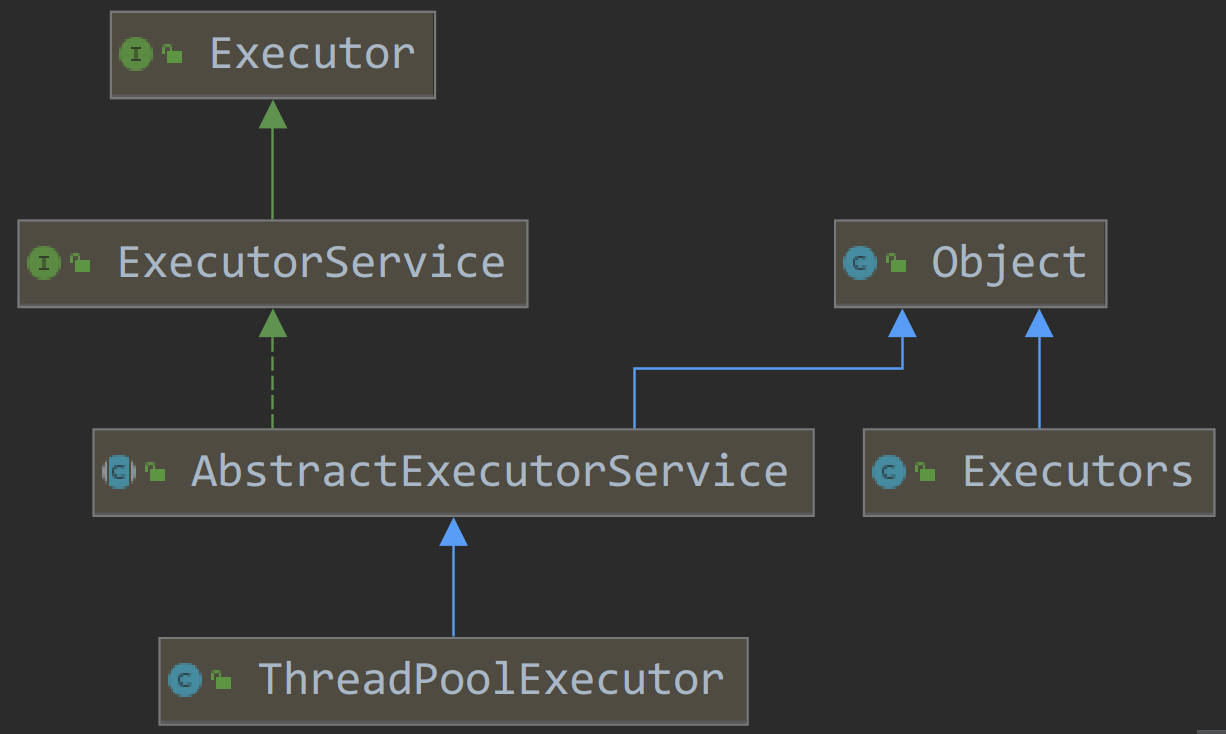 I Executor
I ExecutorService
C Object
C AbstractExecutorService
C Executors
C ThreadPoolExecutor